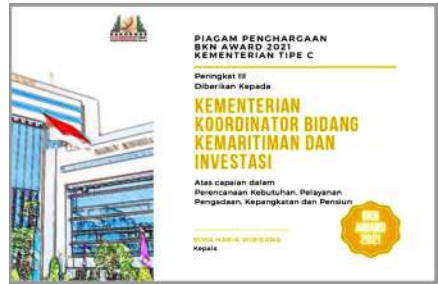 PIAGAM PENGHARGAAN
BKN AWARD 2021
KEMENTERIAN TIPE C
Peringkat III
Diberikan Kepada
KEMENTERIAN
KOORDINATOR BIDANG
KEMARITIMAN DAN
INVESTASI
Atas capaian dalam
Perencanaan Kebutuhan, Pelayanan
Pengadaan, Kepangkatan dan Pensiun
BKN
AWARD
2021
BIMA HARIA WIBISANA
Kepala